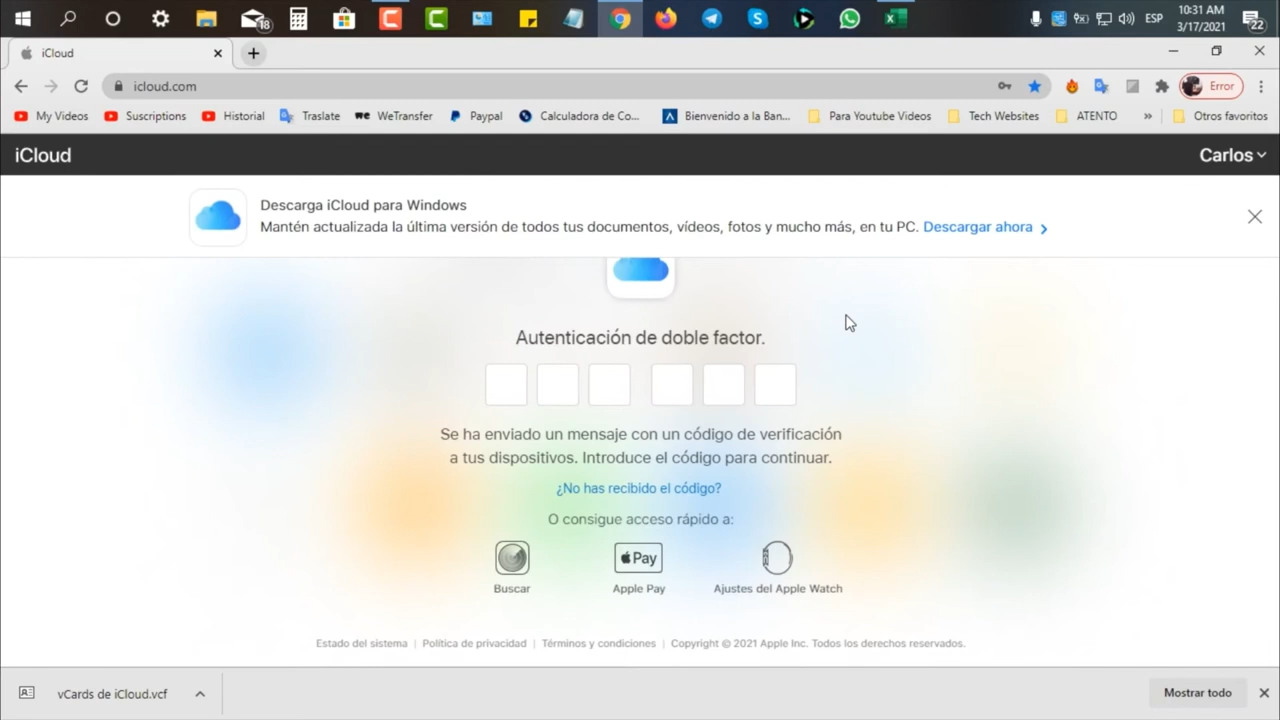 18
ESP
10:31 AM
3/17/2021
22
iCloud
icloud.com
Error
My Videos
Suscriptions
Historial
Traslate
WeTransfer
Paypal
Calculadora de Co...
Bienvenido a la Ban...
Para Youtube Videos
Tech Websites
ATENTO
»
Otros favoritos
iCloud
Carlos
Descarga iCloud para Windows
Mantén actualizada la última versión de todos tus documentos, vídeos, fotos y mucho más, en tu PC. Descargar ahora
Autenticación de doble factor.
Se ha enviado un mensaje con un código de verificación
a tus dispositivos. Introduce el código para continuar.
¿No has recibido el código?
O consigue acceso rápido a:
Pay
Buscar
Apple Pay
Ajustes del Apple Watch
Estado del sistema | Política de privacidad | Términos y condiciones | Copyright © 2021 Apple Inc. Todos los derechos reservados.
vCards de iCloud.vcf
Mostrar todo